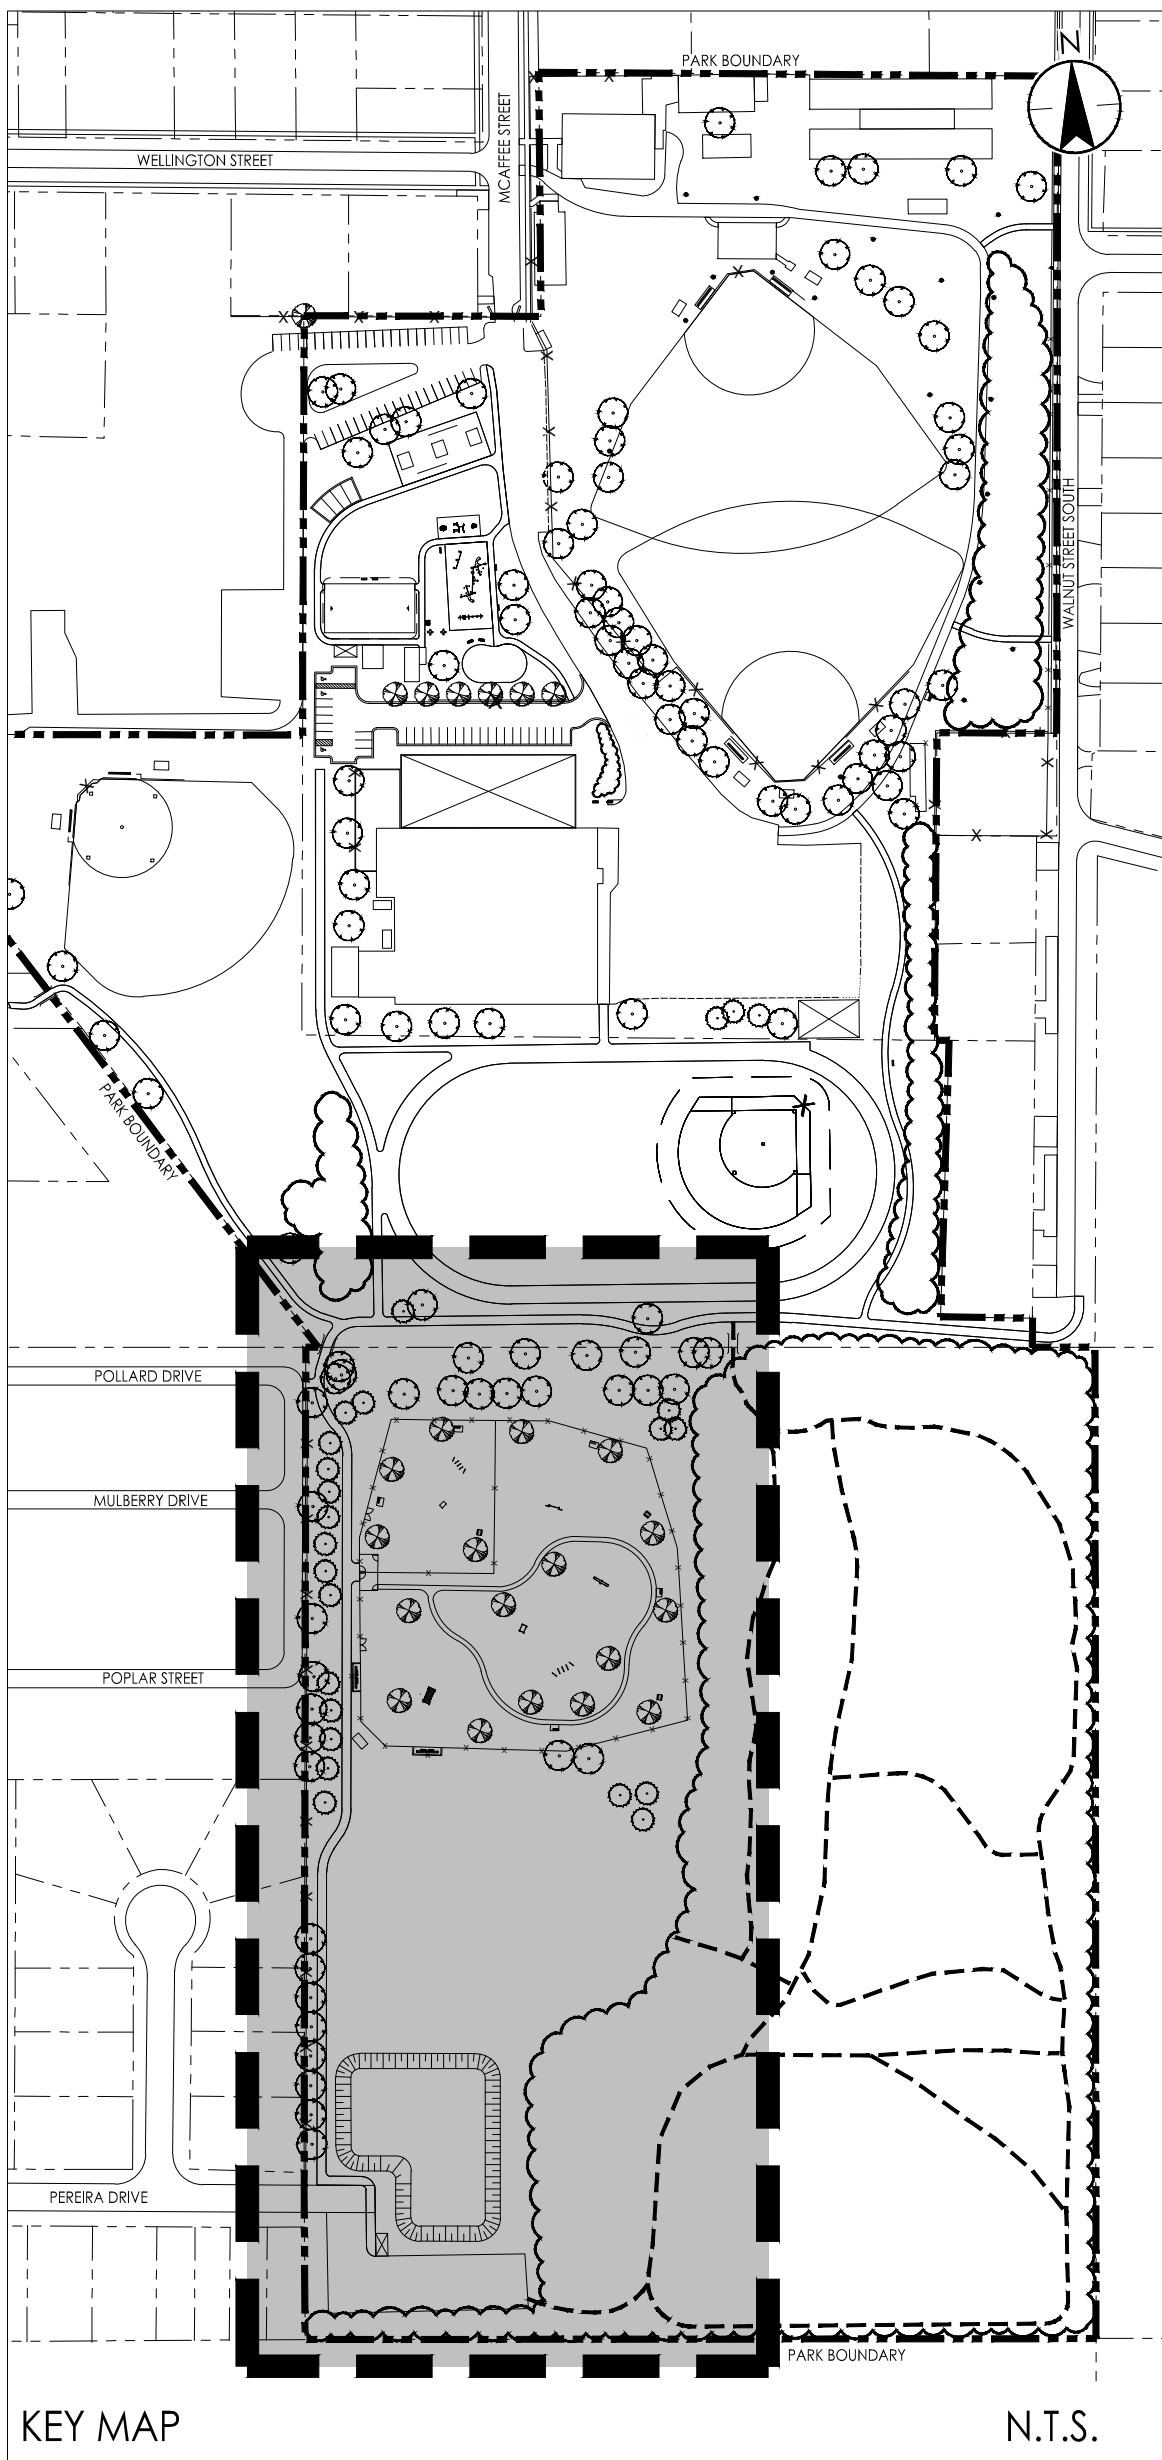 PARK BOUNDARY
N
MCAFFEE STREET
WELLINGTON STREET
WALNUT STREET SOUTH
PARK BOUNDARY
POLLARD DRIVE
MULBERRY DRIVE
POPLAR STREET
PEREIRA DRIVE
PARK BOUNDARY
KEY MAP
N.T.S.